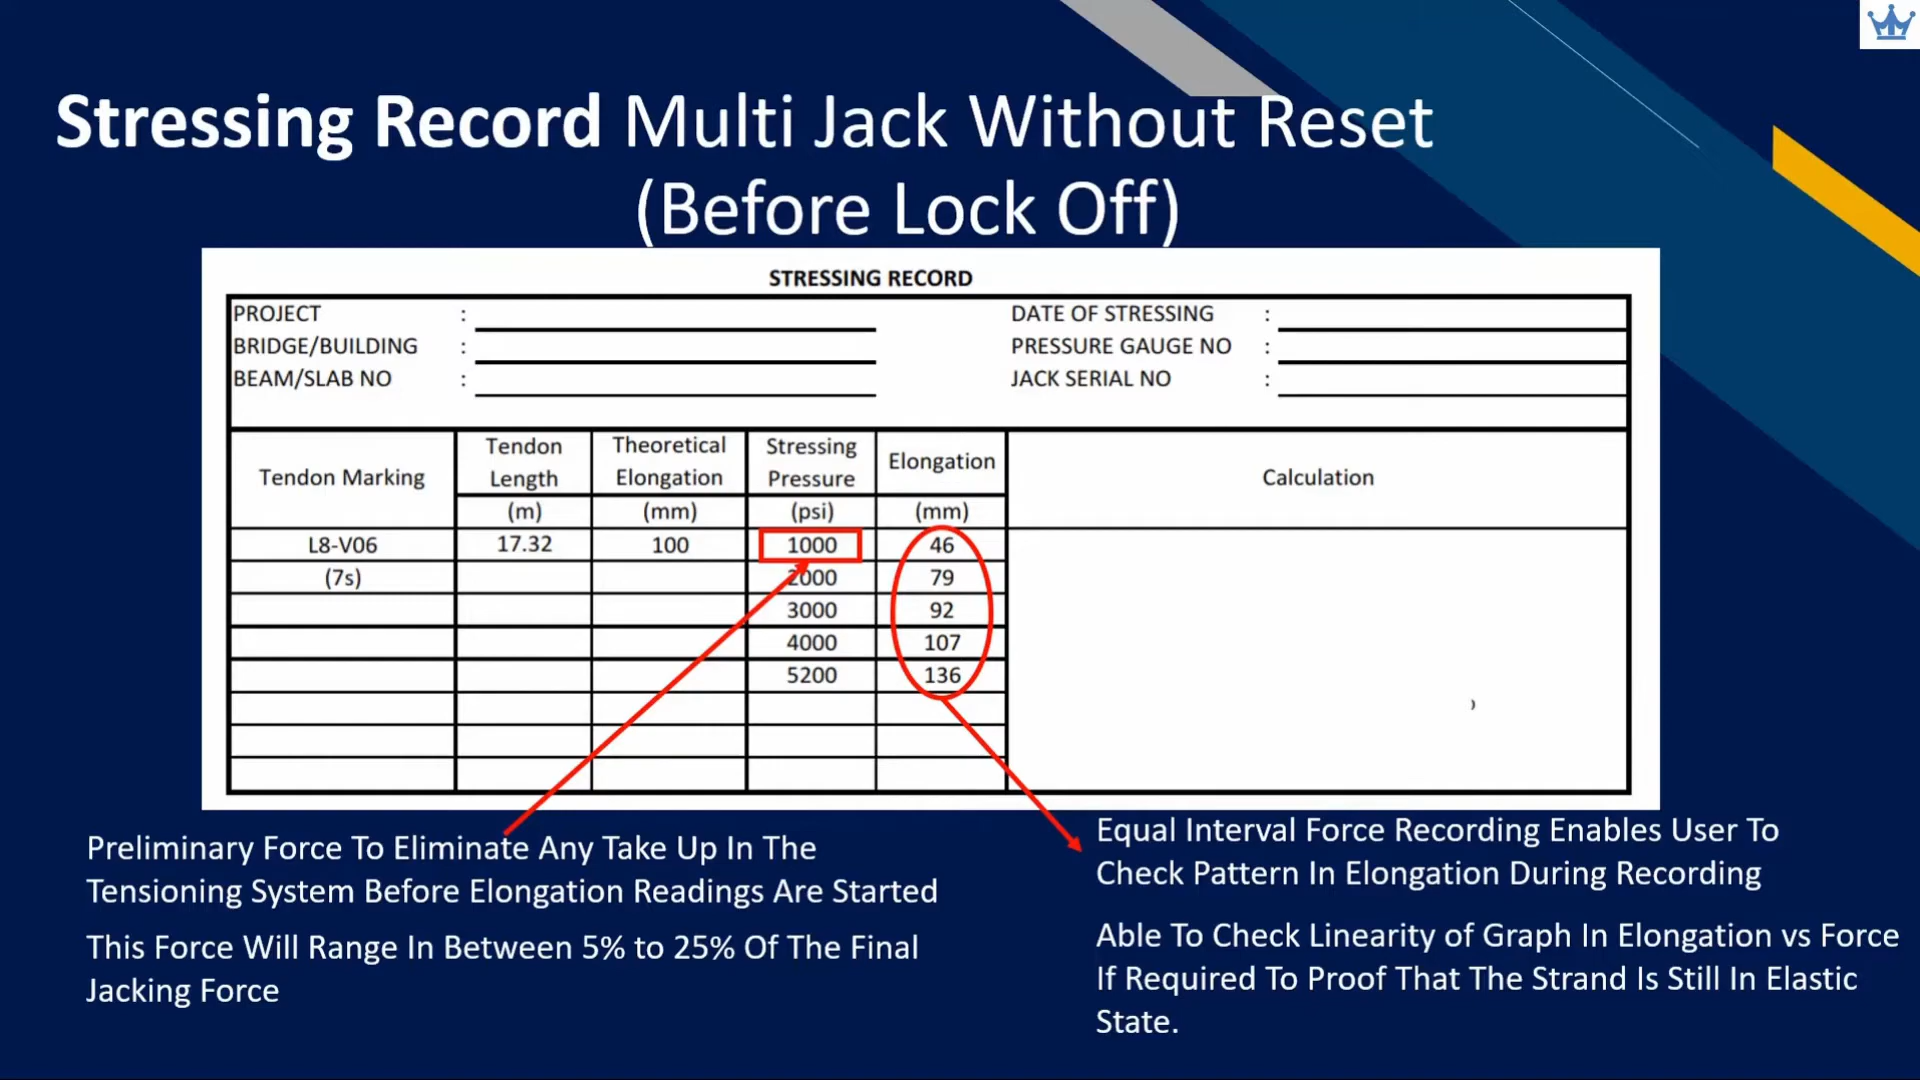 Stressing Record Multi Jack Without Reset
(Before Lock Off)
STRESSING RECORD
PROJECT :
DATE OF STRESSING :
BRIDGE/BUILDING :
PRESSURE GAUGE NO :
BEAM/SLAB NO :
JACK SERIAL NO :
Tendon Marking
Tendon
Length
(m)
Theoretical
Elongation
(mm)
Stressing
Pressure
(psi)
Elongation
(mm)
Calculation
L8-V06 17.32 100 1000 46
(7s) 2000 79
3000 92
4000 107
5200 136
Preliminary Force To Eliminate Any Take Up In The
Tensioning System Before Elongation Readings Are Started
This Force Will Range In Between 5% to 25% Of The Final
Jacking Force
Equal Interval Force Recording Enables User To
Check Pattern In Elongation During Recording
Able To Check Linearity of Graph In Elongation vs Force
If Required To Proof That The Strand Is Still In Elastic
State.